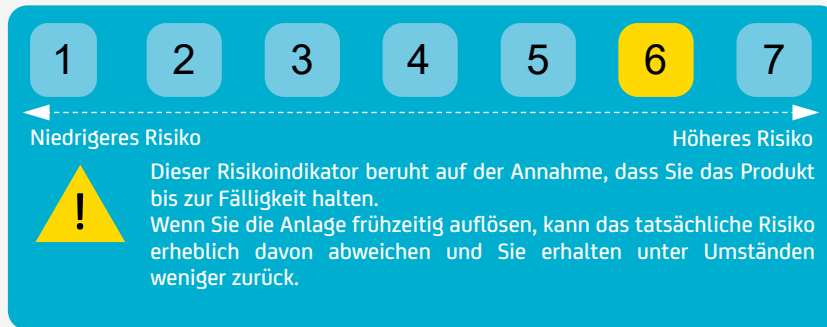 1 2 3 4 5 6 7
Niedrigeres Risiko Höheres Risiko
!
Dieser Risikoindikator beruht auf der Annahme, dass Sie das Produkt
bis zur Fälligkeit halten.
Wenn Sie die Anlage frühzeitig auflösen, kann das tatsächliche Risiko
erheblich davon abweichen und Sie erhalten unter Umständen
weniger zurück.